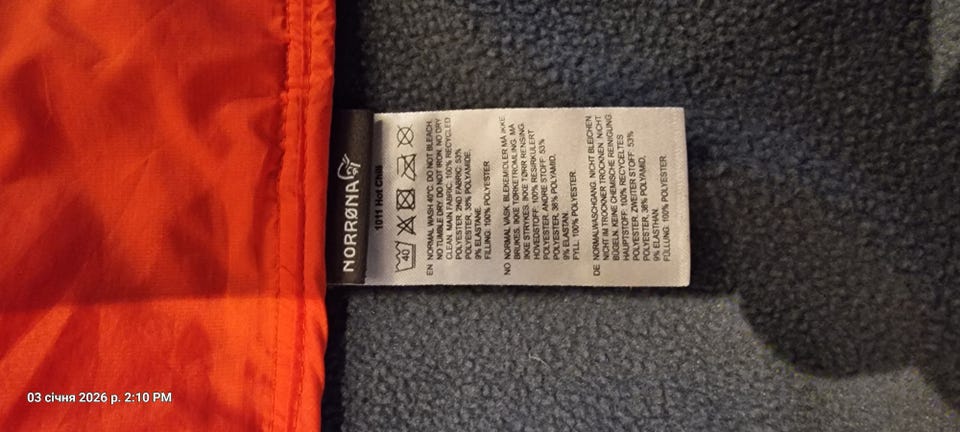 NORRØNA
1011 Hot Chili
40
EN NORMAL WASH 40°C. DO NOT BLEACH.
NO TUMBLE DRY. DO NOT IRON. NO DRY
CLEAN. MAIN FABRIC: 100% RECYCLED
POLYESTER. 2ND FABRIC: 53%
POLYESTER, 38% POLYAMIDE,
9% ELASTANE.
FILLING: 100% POLYESTER
NO NORMAL VASK. BLEKEMIDLER MÅ IKKE
BRUKES. IKKE TØRKETROMLING. MÅ
IKKE STRYKES. IKKE TØRR RENSING.
HOVEDSTOFF: 100% RESIRKULERT
POLYESTER. ANDRE STOFF: 53%
POLYESTER, 38% POLYAMID,
9% ELASTAN.
FYLL: 100% POLYESTER
DE NORMALWASCHGANG. NICHT BLEICHEN.
NICHT IM TROCKNER TROCKNEN. NICHT
BÜGELN. KEINE CHEMISCHE REINIGUNG.
HAUPTSTOFF: 100% RECYCELTES
POLYESTER. ZWEITER STOFF: 53%
POLYESTER, 38% POLYAMID,
9% ELASTHAN.
FÜLLUNG: 100% POLYESTER
03 січня 2026 р. 2:10 PM